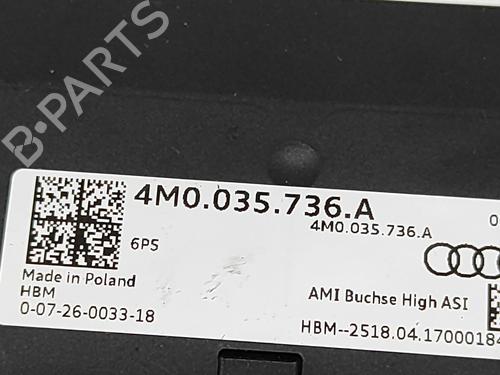 B-PARTS
4M0.035.736.A
4M0.035.736.A
6PS
Made in Poland
HBM
0-07-26-0033-18
AMI Buchse High ASI
HBM--2518.04.17000184